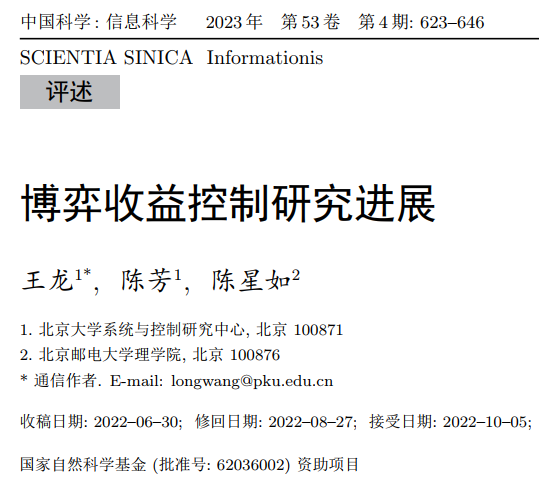 中国科学: 信息科学 2023 年 第 53 卷 第 4 期: 623–646
SCIENTIA SINICA Informationis
评述
博弈收益控制研究进展
王龙1*, 陈芳1, 陈星如2
1. 北京大学系统与控制研究中心, 北京 100871
2. 北京邮电大学理学院, 北京 100876
* 通信作者. E-mail: longwang@pku.edu.cn
收稿日期: 2022–06–30; 修回日期: 2022–08–27; 接受日期: 2022–10–05;
国家自然科学基金 (批准号: 62036002) 资助项目